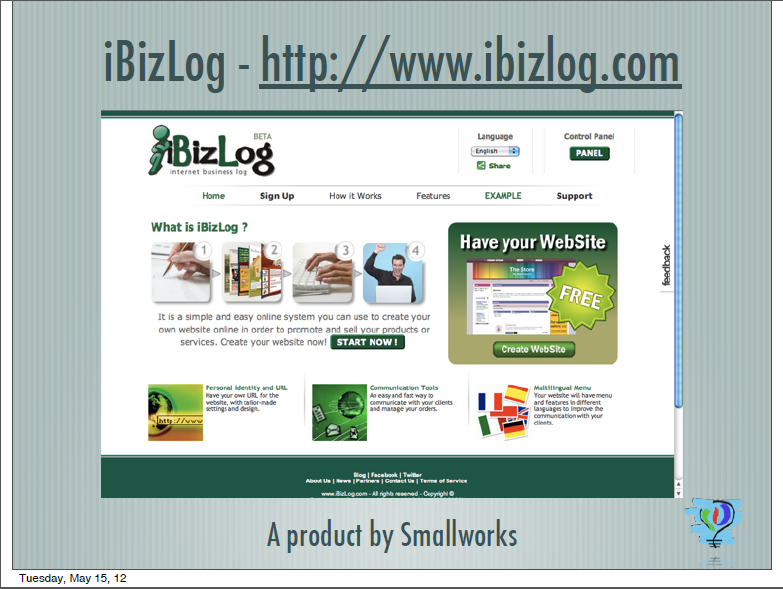 iBizLog - http://www.ibizlog.com
BETA
iBizLog
internet business log
Language
English
Share
Control Panel
PANEL
Home Sign Up How it Works Features EXAMPLE Support
What is iBizLog ?
1 2 3 4
It is a simple and easy online system you can use to create your
own website online in order to promote and sell your products or
services. Create your website now! START NOW !
Have your WebSite
The Store
FREE
Create WebSite
feedback
Personal Identity and URL
Have your own URL for the
website, with tailor-made
settings and design.
http://www
Communication Tools
An easy and fast way to
communicate with your clients
and manage your orders.
Multilingual Menu
Your website will have menu
and features in different
languages to improve the
communication with your
clients.
Blog | Facebook | Twitter
About Us | News | Partners | Contact Us | Terms of Service
www.iBizLog.com - All rights reserved - Copyright ©
A product by Smallworks
Tuesday, May 15, 12